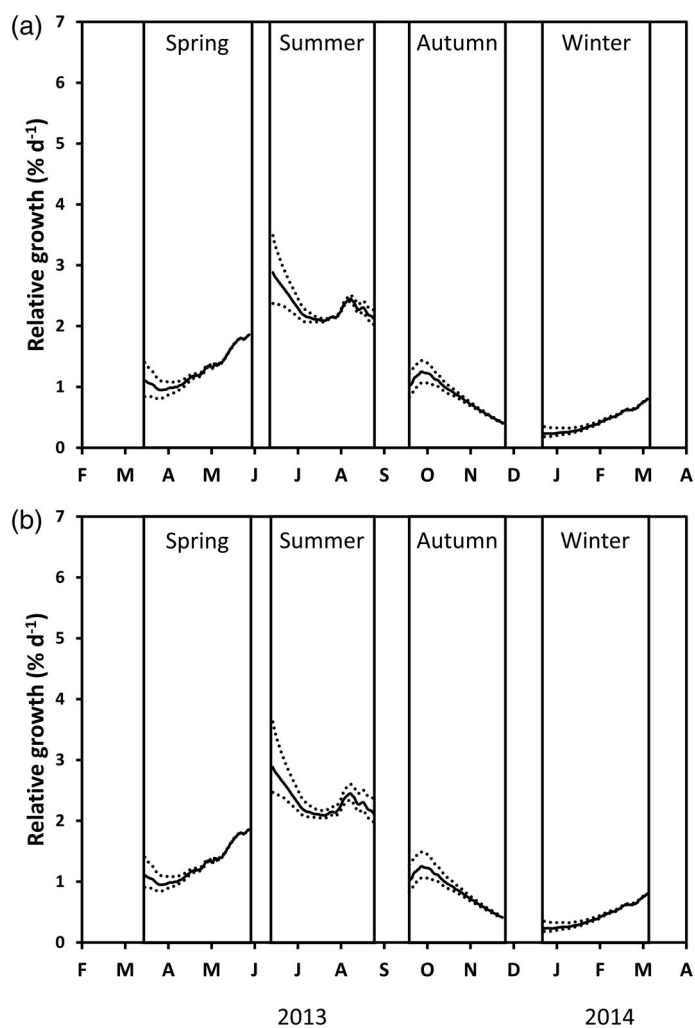 (a)
Relative growth (% d-1)
7
6
5
4
3
2
1
0
Spring Summer Autumn Winter
F M A M J J A S O N D J F M A
(b)
Relative growth (% d-1)
7
6
5
4
3
2
1
0
Spring Summer Autumn Winter
F M A M J J A S O N D J F M A
2013 2014